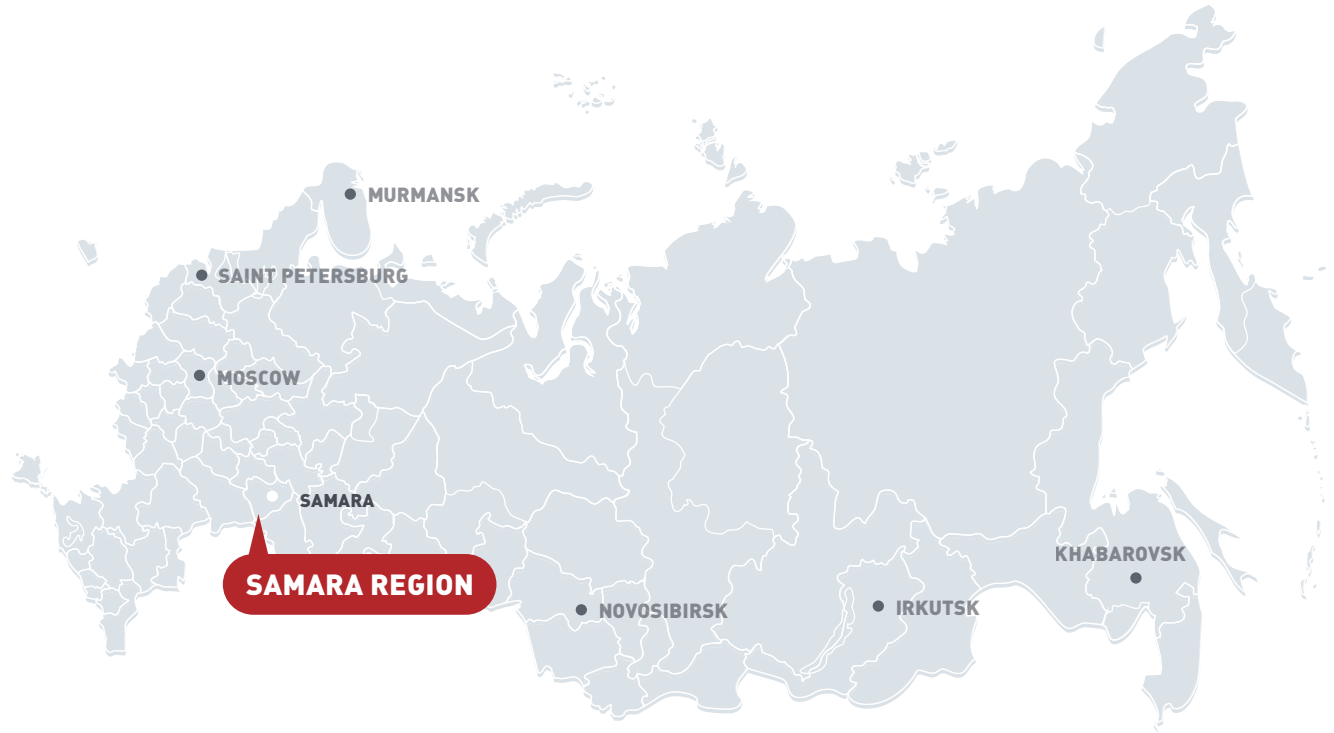 MURMANSK
SAINT PETERSBURG
MOSCOW
SAMARA
SAMARA REGION
KHABAROVSK
NOVOSIBIRSK
IRKUTSK